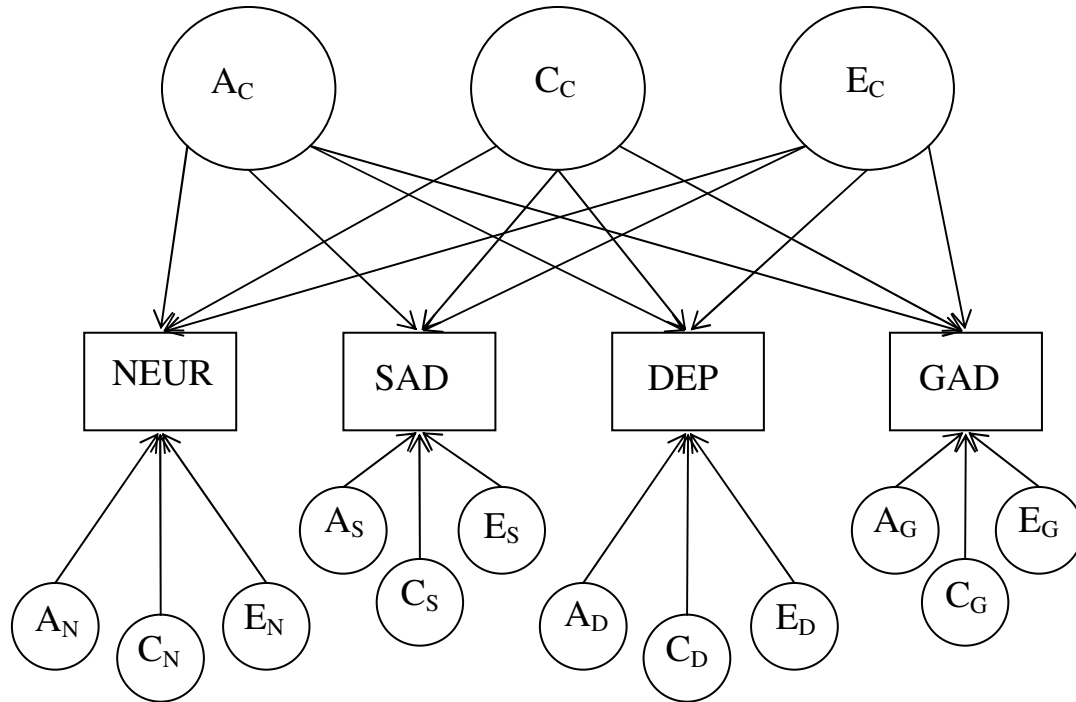 A_C C_C E_C
NEUR SAD DEP GAD
A_S E_S A_G E_G
C_S C_G
A_N E_N A_D E_D
C_N C_D